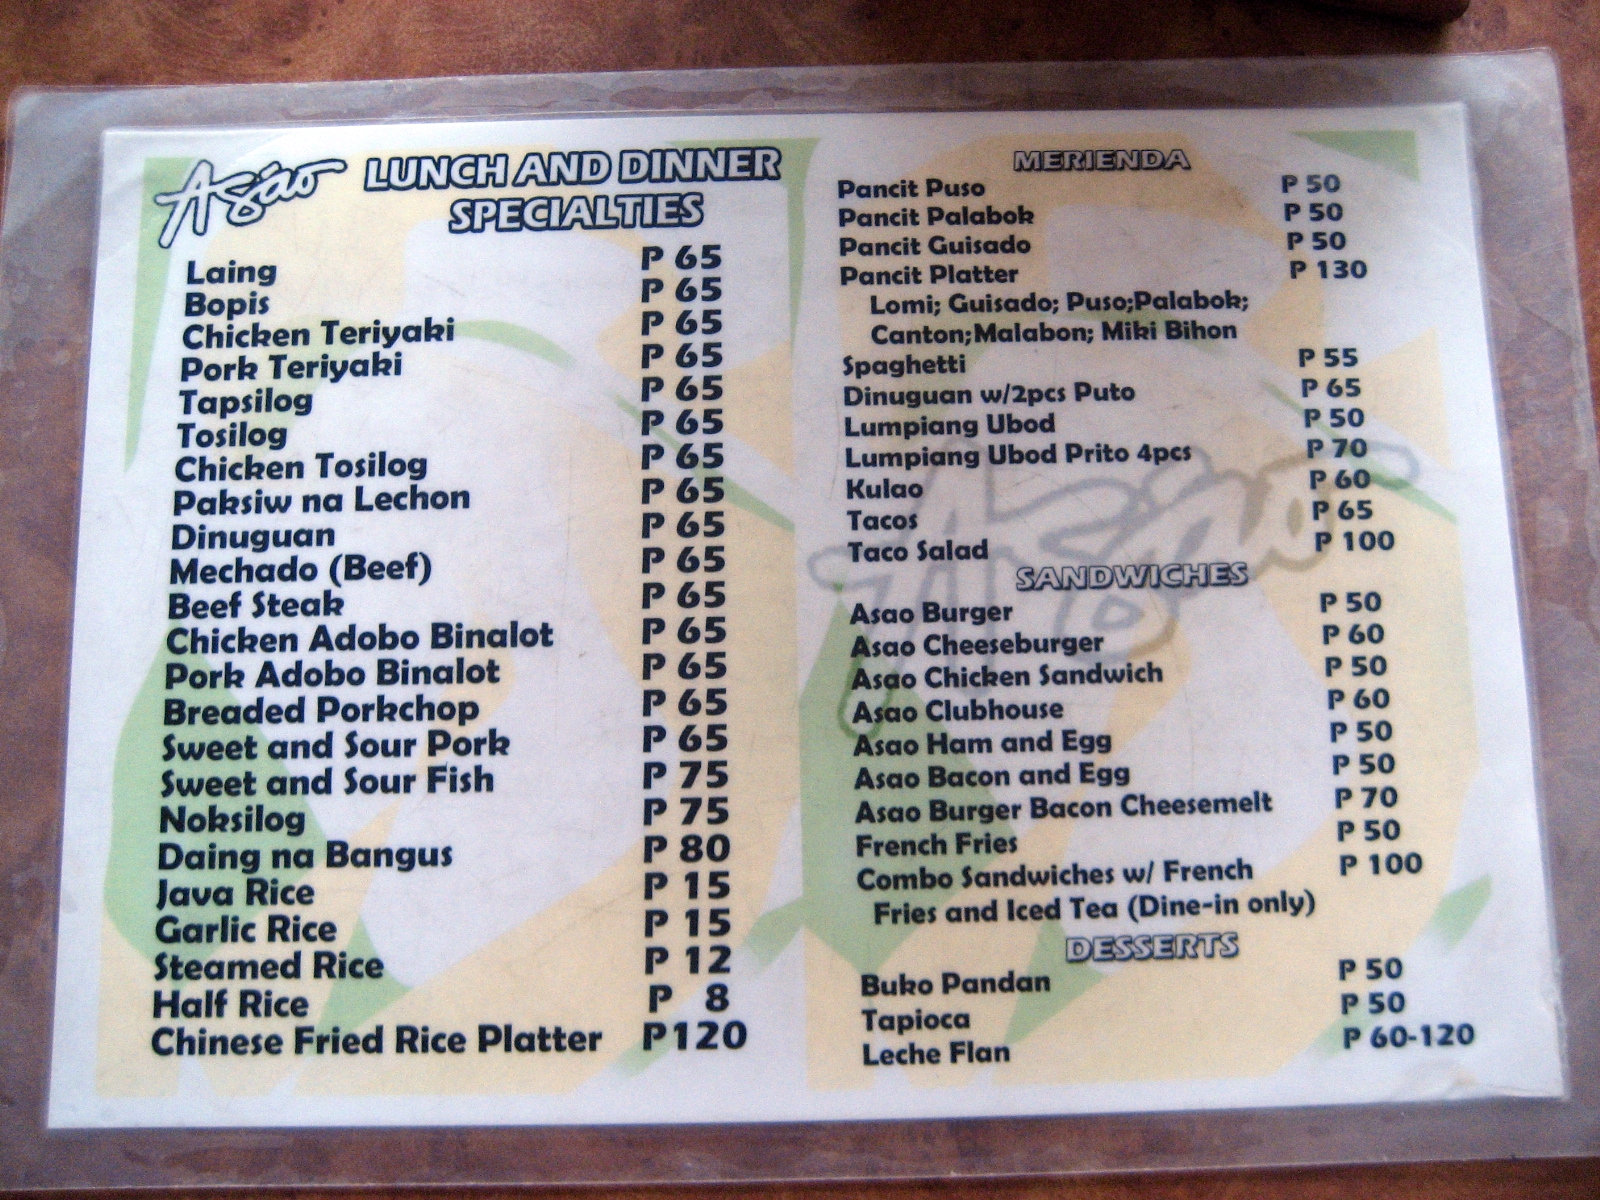 Asáo LUNCH AND DINNER
SPECIALTIES
Laing P 65
Bopis P 65
Chicken Teriyaki P 65
Pork Teriyaki P 65
Tapsilog P 65
Tosilog P 65
Chicken Tosilog P 65
Paksiw na Lechon P 65
Dinuguan P 65
Mechado (Beef) P 65
Beef Steak P 65
Chicken Adobo Binalot P 65
Pork Adobo Binalot P 65
Breaded Porkchop P 65
Sweet and Sour Pork P 65
Sweet and Sour Fish P 75
Noksilog P 75
Daing na Bangus P 80
Java Rice P 15
Garlic Rice P 15
Steamed Rice P 12
Half Rice P 8
Chinese Fried Rice Platter P120
MERIENDA
Pancit Puso P 50
Pancit Palabok P 50
Pancit Guisado P 50
Pancit Platter P 130
Lomi; Guisado; Puso;Palabok;
Canton;Malabon; Miki Bihon
Spaghetti P 55
Dinuguan w/2pcs Puto P 65
Lumpiang Ubod P 50
Lumpiang Ubod Prito 4pcs P 70
Kulao P 60
Tacos P 65
Taco Salad P 100
SANDWICHES
Asao Burger P 50
Asao Cheeseburger P 60
Asao Chicken Sandwich P 50
Asao Clubhouse P 60
Asao Ham and Egg P 50
Asao Bacon and Egg P 50
Asao Burger Bacon Cheesemelt P 70
French Fries P 50
Combo Sandwiches w/ French P 100
Fries and Iced Tea (Dine-in only)
DESSERTS
Buko Pandan P 50
Tapioca P 50
Leche Flan P 60-120